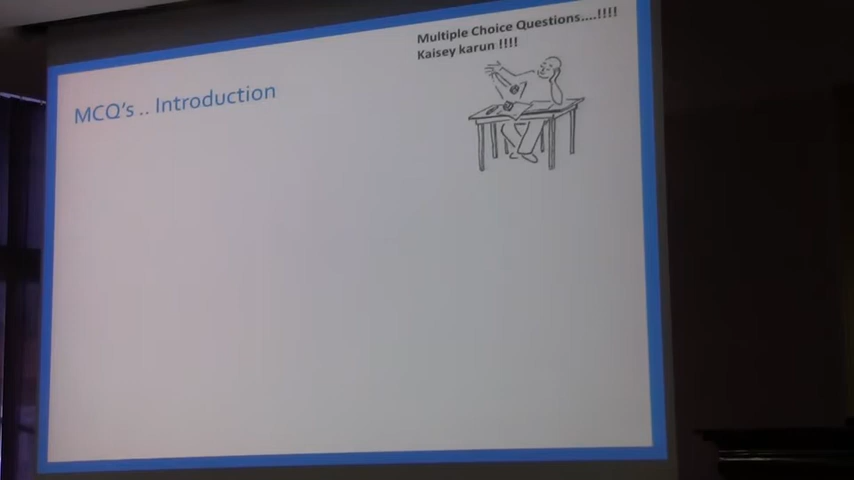 Multiple Choice Questions....!!!!
Kaisey karun !!!!
MCQ's .. Introduction